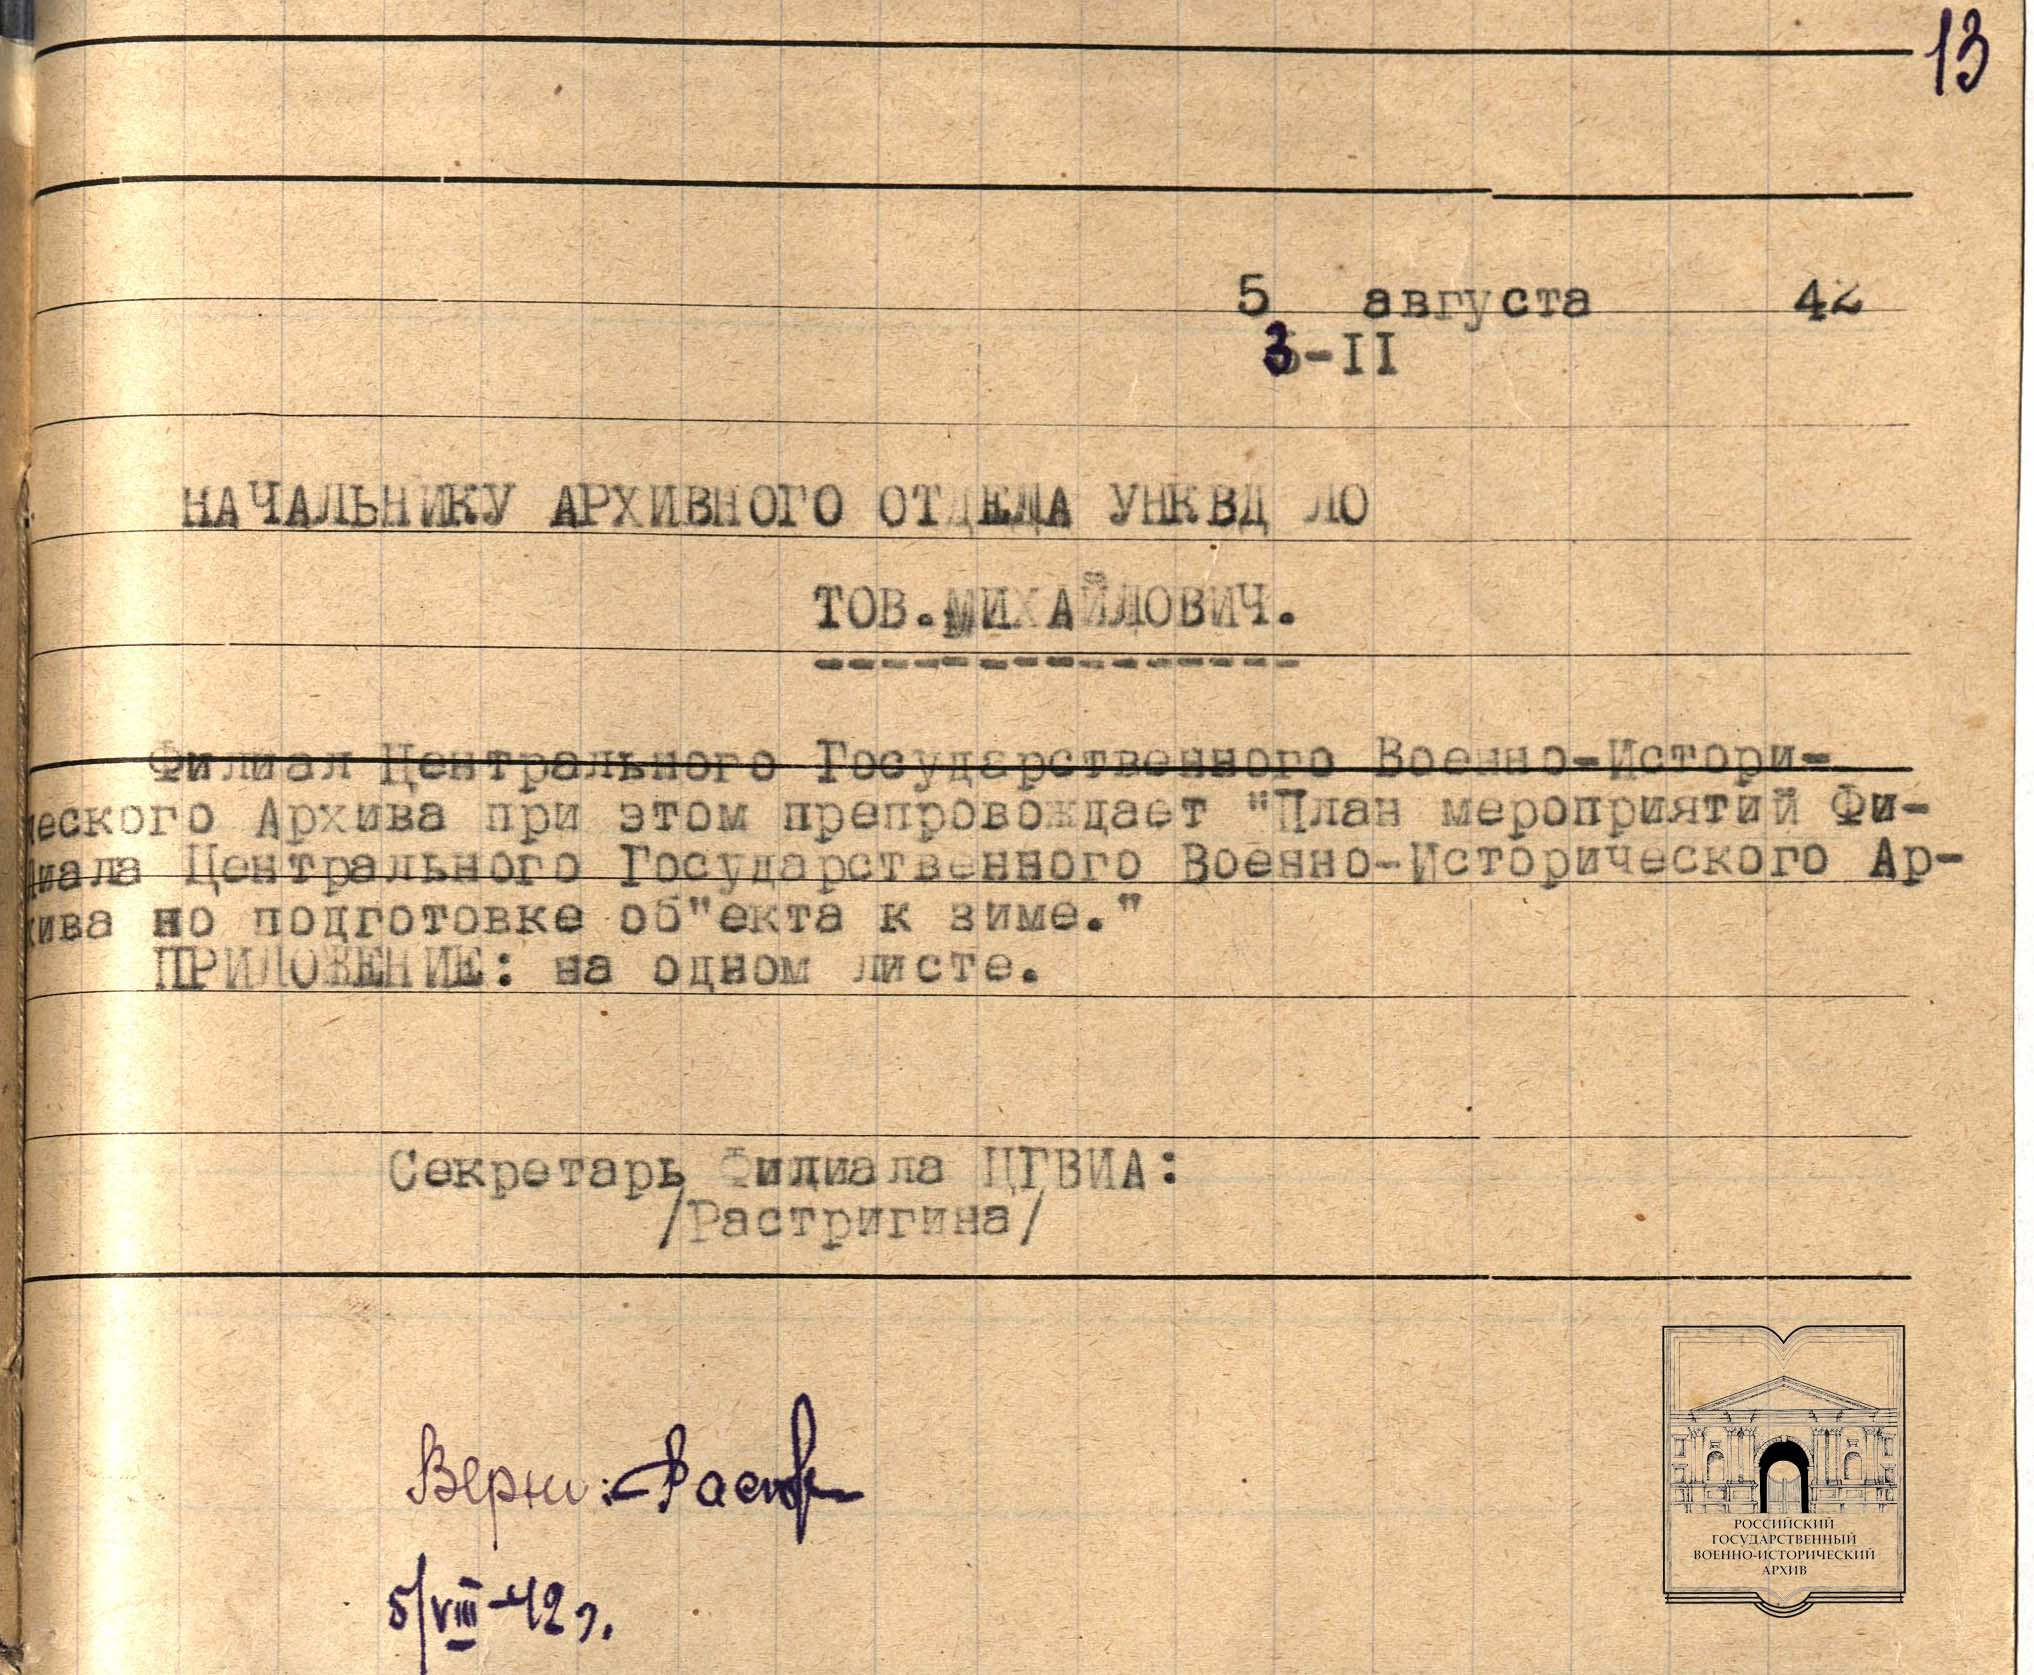 13
5 августа 42
3-II
НАЧАЛЬНИКУ АРХИВНОГО ОТДЕЛА УНКВД ЛО
ТОВ.МИХАЙЛОВИЧ.
Филиал Центрального Государственного Военно-Истори-
ческого Архива при этом препровождает "План мероприятий Фи-
лиала Центрального Государственного Военно-Исторического Ар-
хива но подготовке об"екта к зиме."
ПРИЛОЖЕНИЕ: на одном листе.
Секретарь Филиала ЦГВИА:
/Растригина/
Верно:
5/VIII-42 г.
РОССИЙСКИЙ
ГОСУДАРСТВЕННЫЙ
ВОЕННО-ИСТОРИЧЕСКИЙ
АРХИВ